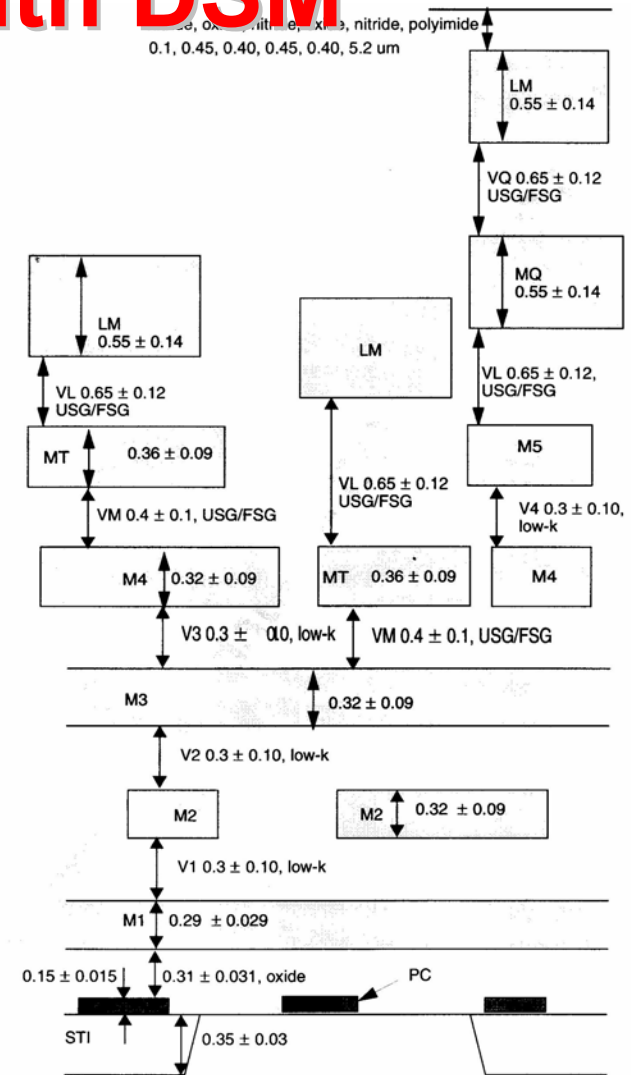 ith DSM
nitride, polyimide
0.1, 0.45, 0.40, 0.45, 0.40, 5.2 um
LM
0.55 ± 0.14
VQ 0.65 ± 0.12
USG/FSG
MQ
0.55 ± 0.14
LM
0.55 ± 0.14
LM
VL 0.65 ± 0.12
USG/FSG
VL 0.65 ± 0.12,
USG/FSG
MT
0.36 ± 0.09
M5
VL 0.65 ± 0.12
USG/FSG
VM 0.4 ± 0.1, USG/FSG
V4 0.3 ± 0.10,
low-k
M4
0.32 ± 0.09
MT
0.36 ± 0.09
M4
V3 0.3 ± 0.10, low-k
VM 0.4 ± 0.1, USG/FSG
M3
0.32 ± 0.09
V2 0.3 ± 0.10, low-k
M2
M2
0.32 ± 0.09
V1 0.3 ± 0.10, low-k
M1
0.29 ± 0.029
0.15 ± 0.015
0.31 ± 0.031, oxide
PC
STI
0.35 ± 0.03